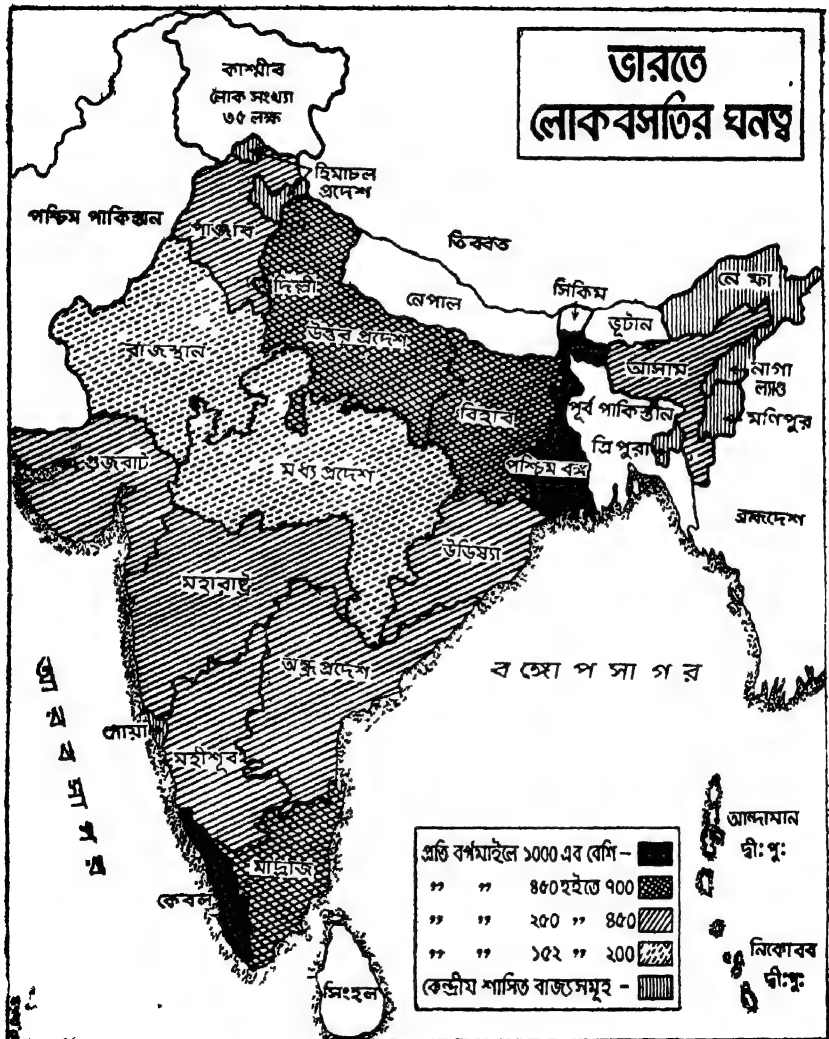 ভারতে
লোকবসতির ঘনত্ব
কাশ্মীর
লোক সংখ্যা
৩৫ লক্ষ
হিমাচল
প্রদেশ
পশ্চিম পাকিস্তান
পাঞ্জাব
তিব্বত
দিল্লী
নেপাল
সিকিম
ভূটান
নেফা
রাজস্থান
উত্তর প্রদেশ
আসাম
নাগা
ল্যাণ্ড
বিহার
পূর্ব পাকিস্তান
মণিপুর
ত্রিপুরা
গুজরাট
মধ্য প্রদেশ
পশ্চিম বঙ্গ
ব্রহ্মদেশ
উড়িষ্যা
মহারাষ্ট্র
অন্ধ্র প্রদেশ
বঙ্গোপসাগর
আরবসাগর
গোয়া
মহীশূর
মাদ্রাজ
কেরল
আন্দামান
দ্বী: পু:
নিকোবর
দ্বী: পু:
সিংহল
প্রতি বর্গমাইলে ১000 এর বেশি –
” ” ৪৫০ হইতে ৭০০
” ” ২৫০ ” ৪৫০
” ” ১৫২ ” ২০০
কেন্দ্রীয় শাসিত রাজ্যসমূহ –